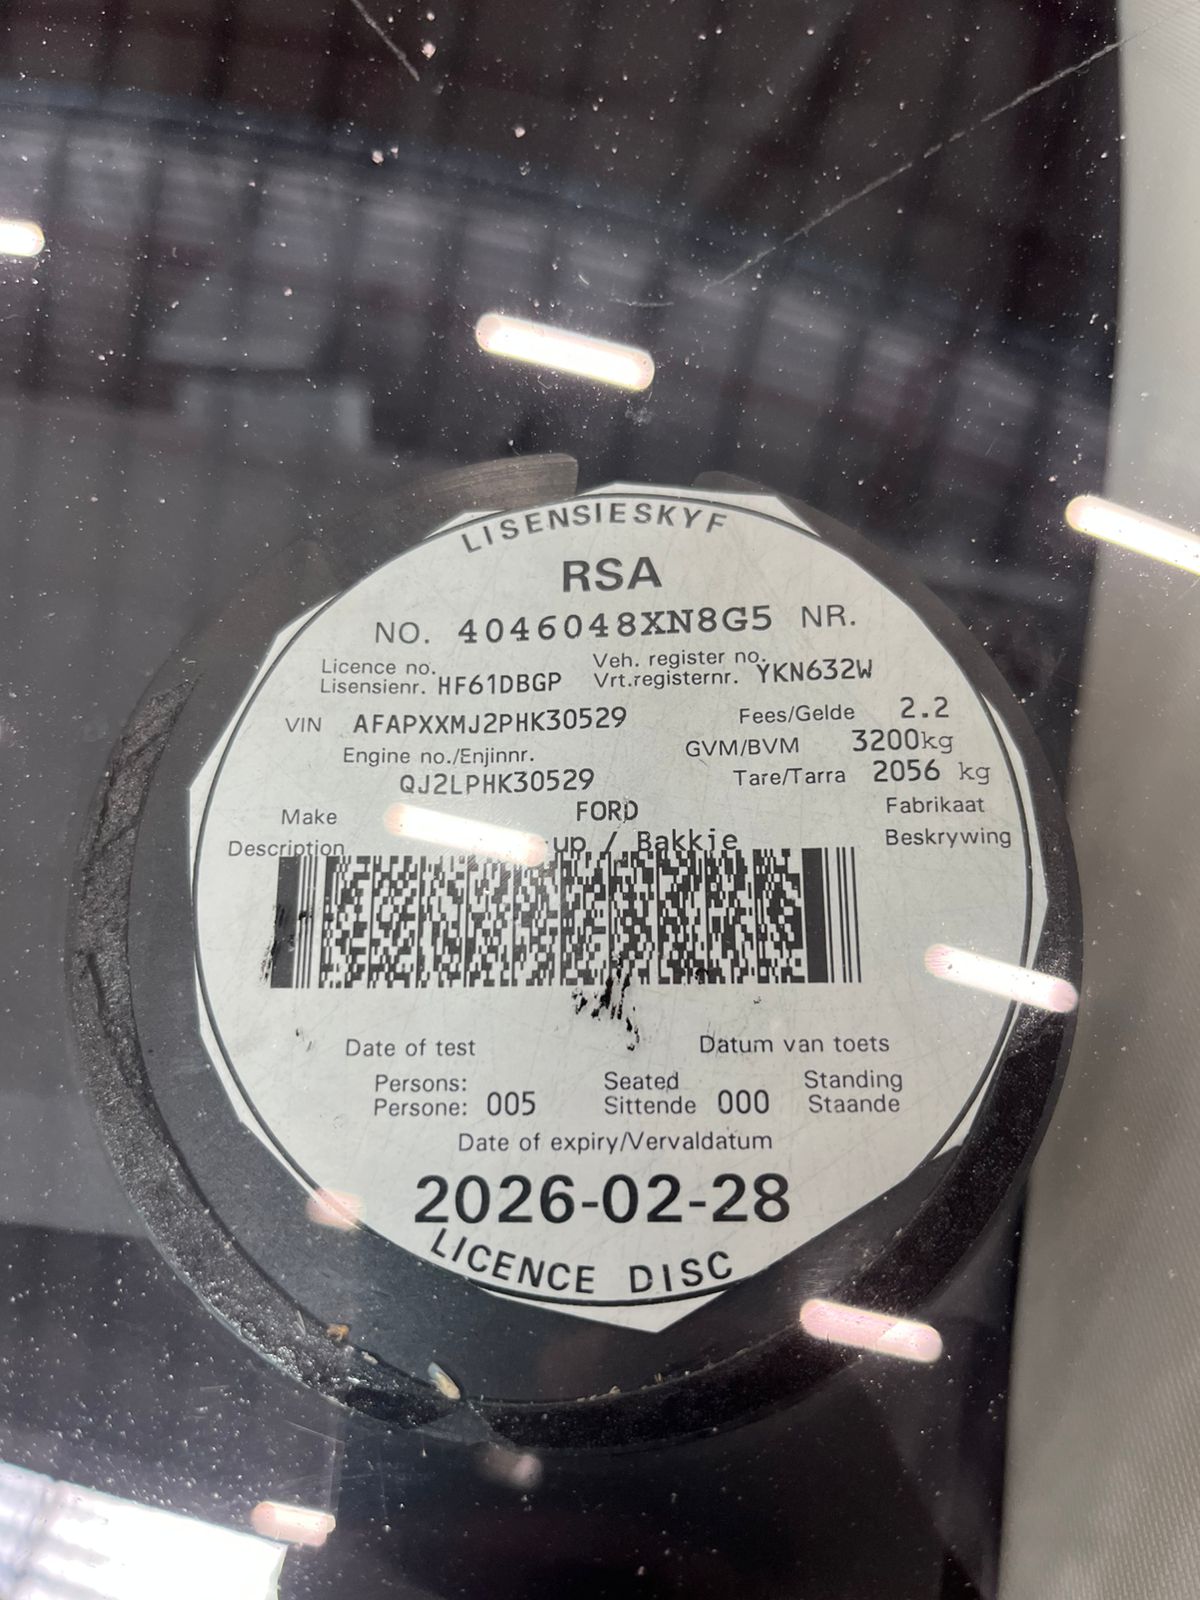 LISENSIESKYF
RSA
NO. 4046048XN8G5 NR.
Licence no. Veh. register no.
Lisensienr. HF61DBGP Vrt.registernr. YKN632W
VIN AFAPXXMJ2PHK30529 Fees/Gelde 2.2
Engine no./Enjinnr. GVM/BVM 3200kg
QJ2LPHK30529 Tare/Tarra 2056 kg
Make FORD Fabrikaat
Description up / Bakkie Beskrywing
Date of test Datum van toets
Persons: Seated Standing
Persone: 005 Sittende 000 Staande
Date of expiry/Vervaldatum
2026-02-28
LICENCE DISC